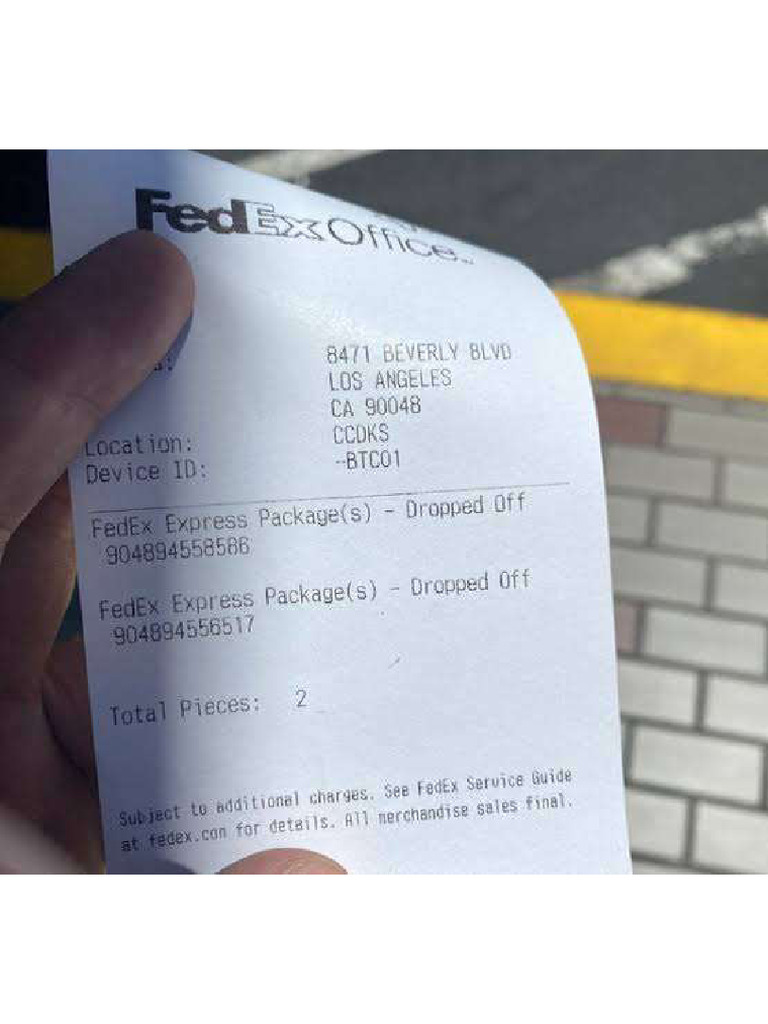 FedEx Office
8471 BEVERLY BLVD
LOS ANGELES
CA 90048
Location: CCDKS
Device ID: -BTC01
FedEx Express Package(s) - Dropped Off
904894558586
FedEx Express Package(s) - Dropped Off
904894556517
Total Pieces: 2
Subject to additional charges. See FedEx Service Guide
at fedex.com for details. All merchandise sales final.